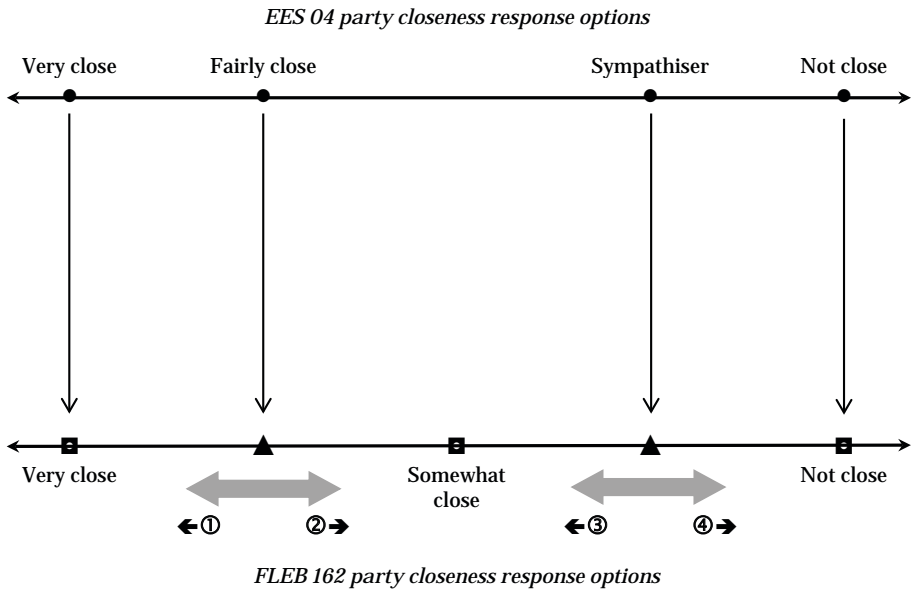 EES 04 party closeness response options
Very close Fairly close Sympathiser Not close
Very close Somewhat close Not close
← ① ② → ← ③ ④ →
FLEB 162 party closeness response options